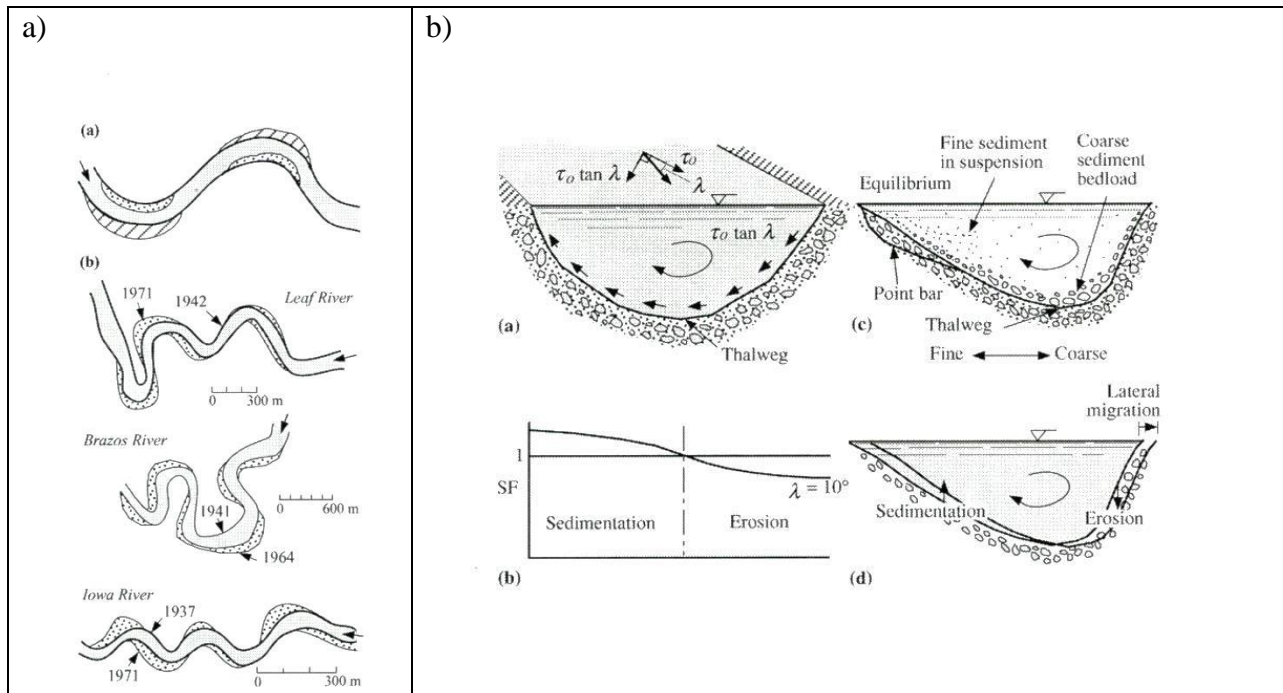 a)
(a)
(b)
1971
1942
Leaf River
0 300 m
Brazos River
1941
0 600 m
1964
Iowa River
1937
1971
0 300 m
b)
τₒ
τₒ tan λ
λ
τₒ tan λ
(a)
Thalweg
Fine sediment
in suspension
Coarse
sediment
bedload
Equilibrium
Point bar
(c)
Thalweg
Fine Coarse
1
SF
λ = 10°
Sedimentation Erosion
(b)
Lateral
migration
Sedimentation
Erosion
(d)